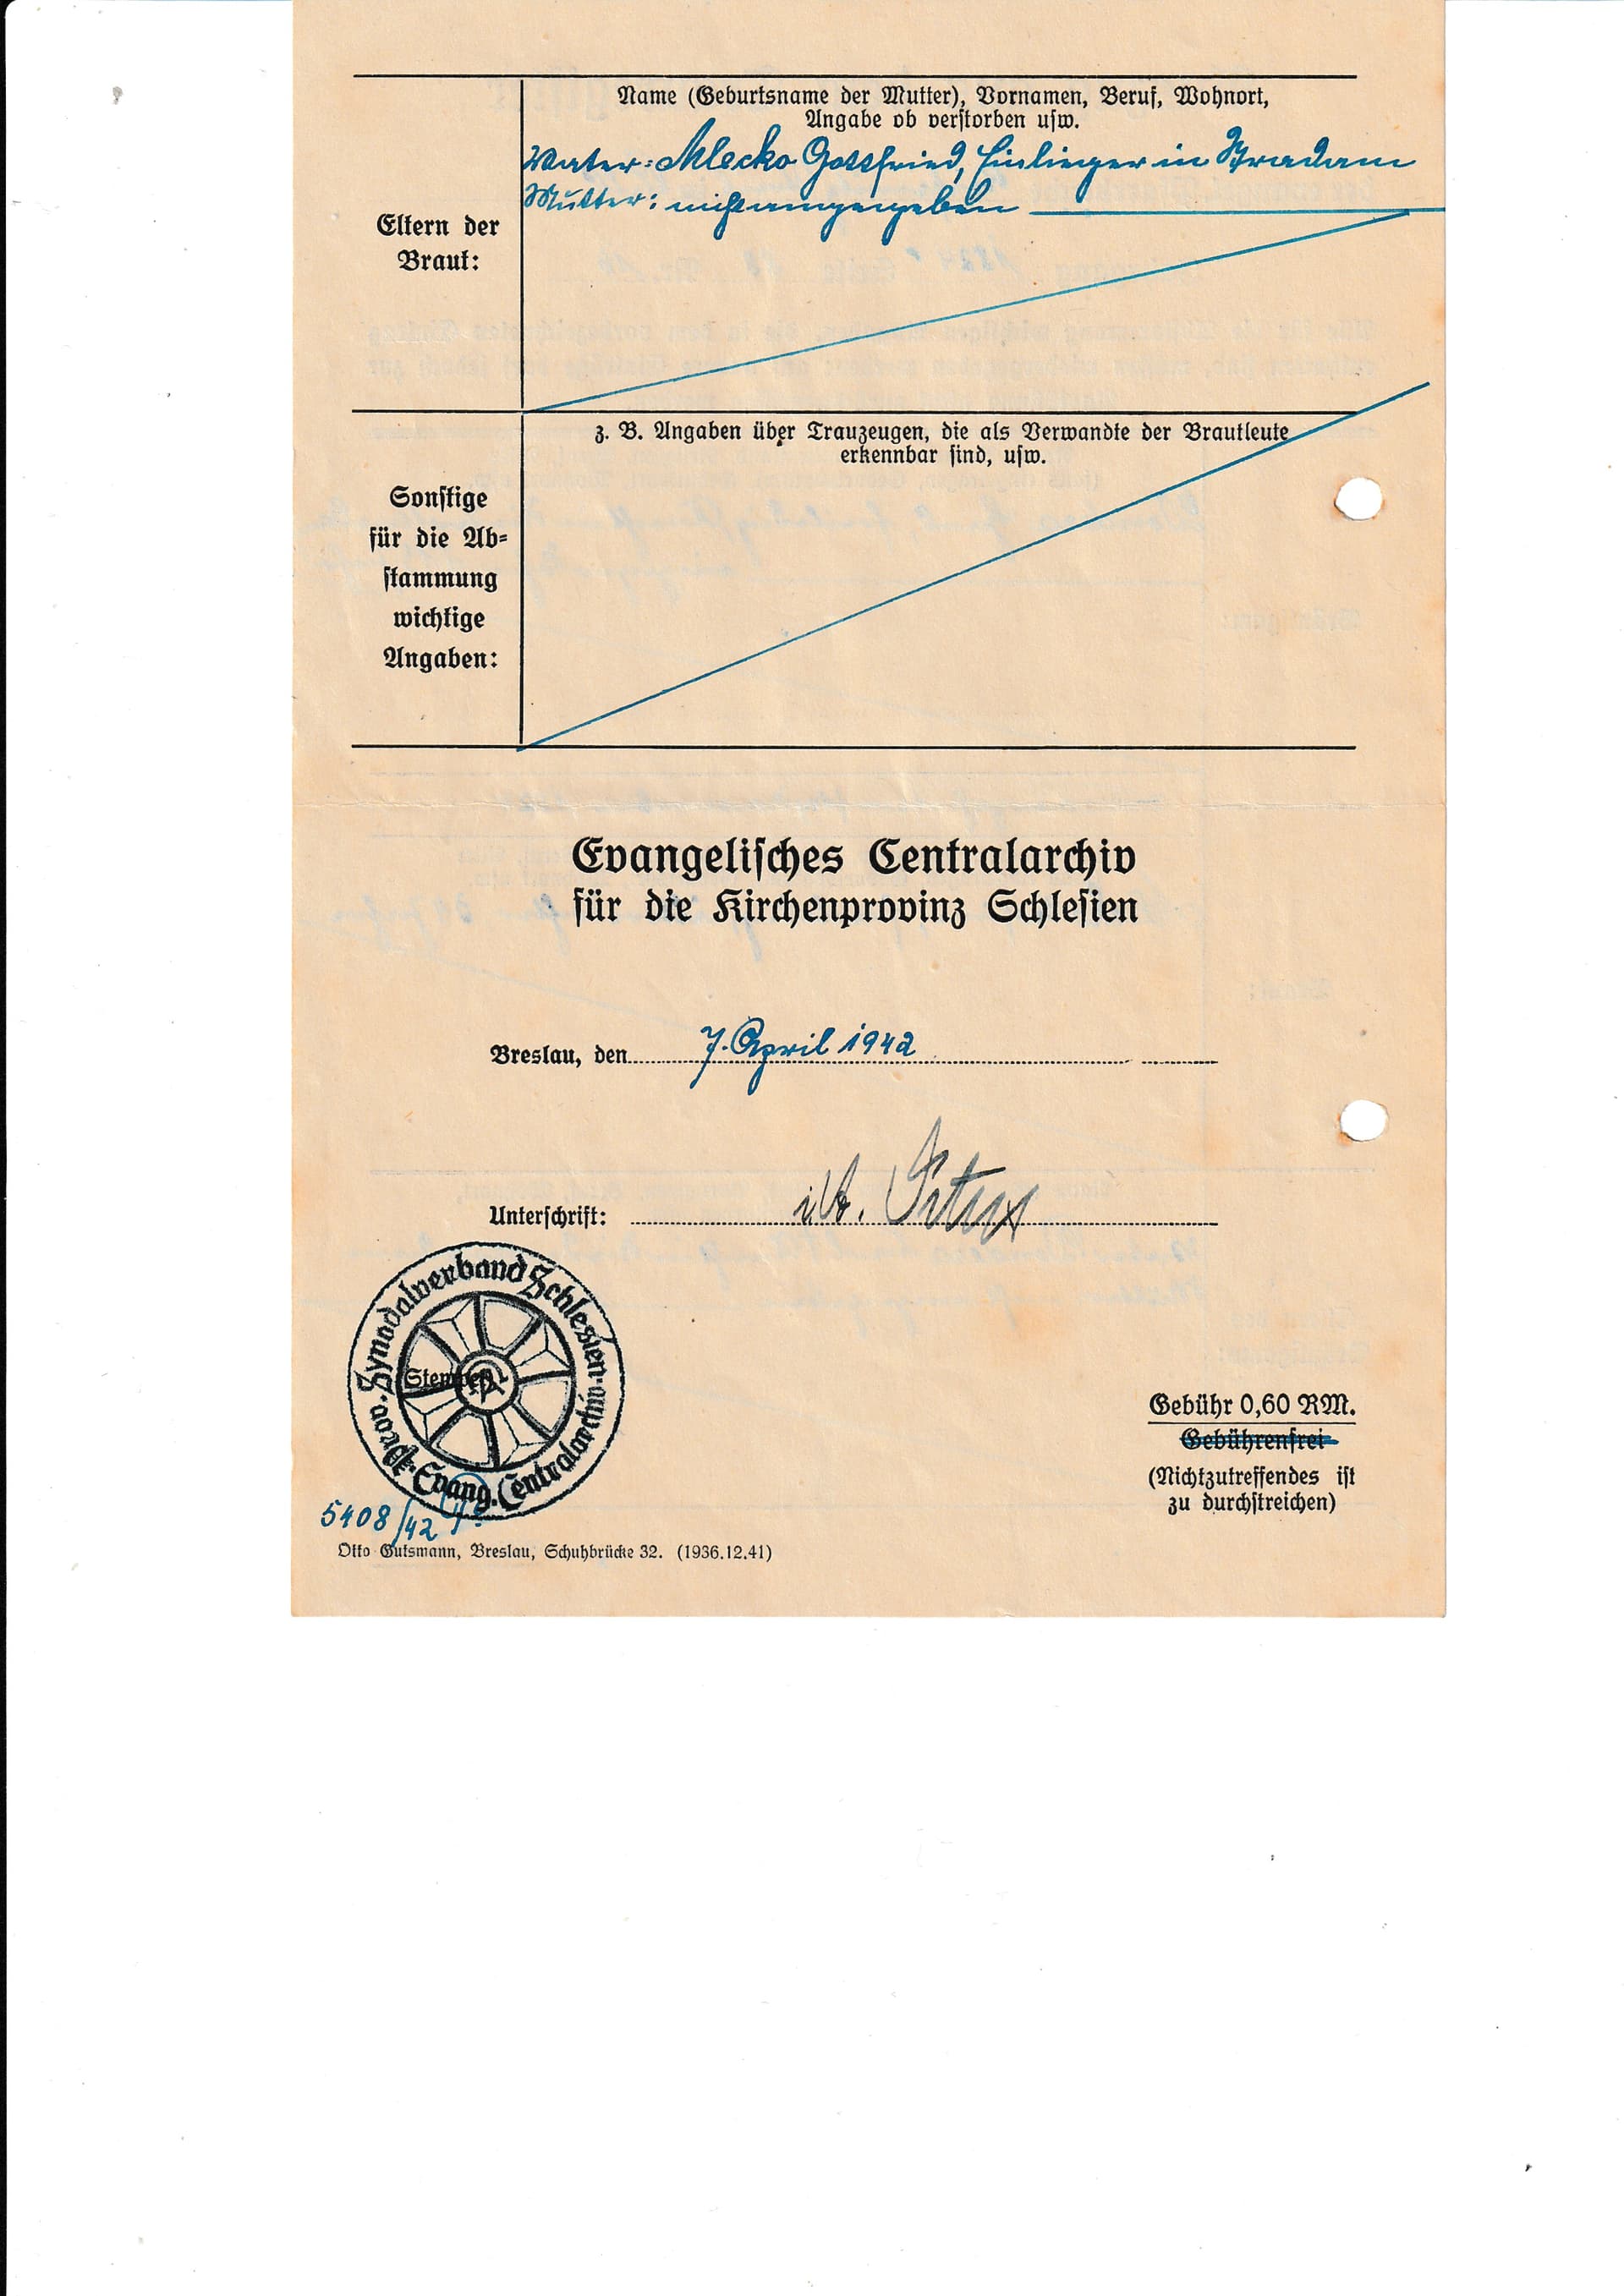 Name (Geburtsname der Mutter), Vornamen, Beruf, Wohnort,
Angabe ob verstorben usw.
Eltern der
Braut:
Vater: Mlecko Gottfried, Einlieger in Stradam
Mutter: nicht angegeben
z. B. Angaben über Trauzeugen, die als Verwandte der Brautleute
erkennbar sind, usw.
Sonstige
für die Ab-
stammung
wichtige
Angaben:
Evangelisches Centralarchiv
für die Kirchenprovinz Schlesien
Breslau, den 7. April 1942
Unterschrift: i.V.
Synodalverband Schlesien
Evang. Centralarchiv
Stempel
Gebühr 0,60 RM.
Gebührenfrei
(Nichtzutreffendes ist
zu durchstreichen)
5408/42
Otto Gutsmann, Breslau, Schuhbrücke 32. (1936.12.41)